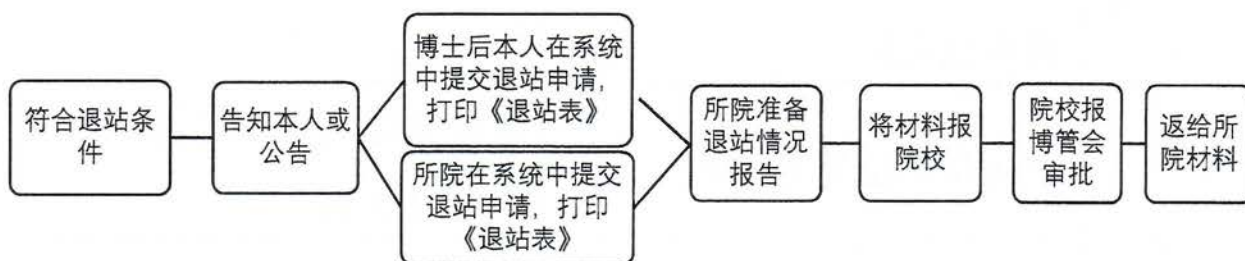 符合退站条
件
告知本人或
公告
博士后本人在系统
中提交退站申请，
打印《退站表》
所院在系统中提交
退站申请，打印
《退站表》
所院准备
退站情况
报告
将材料报
院校
院校报
博管会
审批
返给所
院材料